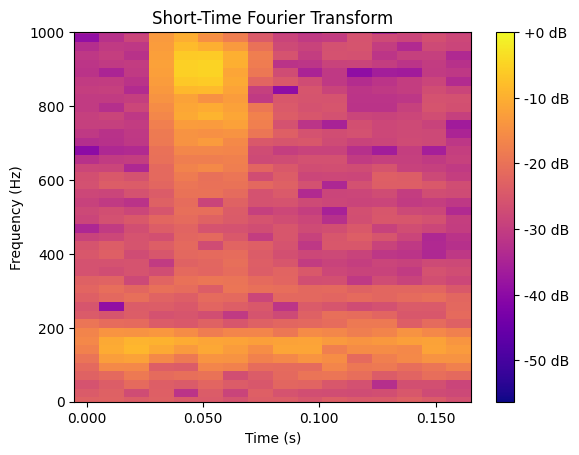 Short-Time Fourier Transform
Frequency (Hz)
1000
800
600
400
200
0
0.000
0.050
0.100
0.150
Time (s)
+0 dB
-10 dB
-20 dB
-30 dB
-40 dB
-50 dB